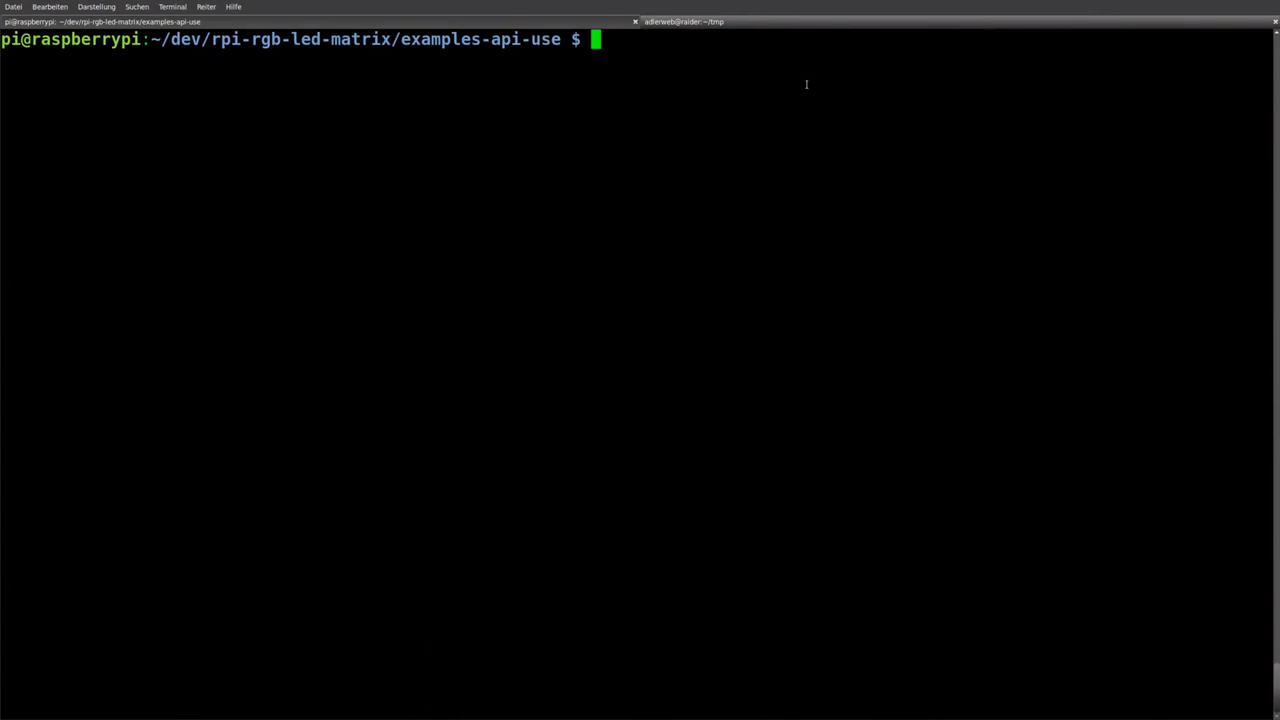 Datei Bearbeiten Darstellung Suchen Terminal Reiter Hilfe
pi@raspberrypi: ~/dev/rpi-rgb-led-matrix/examples-api-use adlerweb@raider:~/tmp
pi@raspberrypi:~/dev/rpi-rgb-led-matrix/examples-api-use $